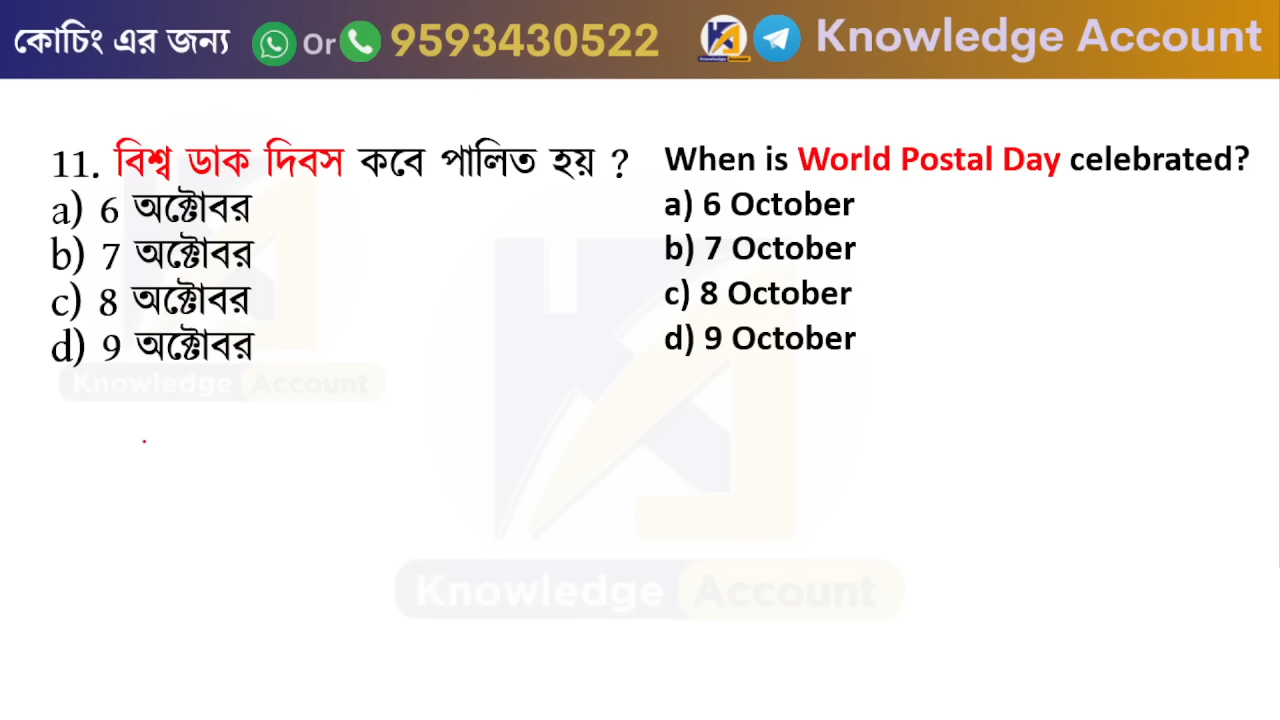 কোচিং এর জন্য Or 9593430522 Knowledge Account
11. বিশ্ব ডাক দিবস কবে পালিত হয় ?
a) 6 অক্টোবর
b) 7 অক্টোবর
c) 8 অক্টোবর
d) 9 অক্টোবর
When is World Postal Day celebrated?
a) 6 October
b) 7 October
c) 8 October
d) 9 October
Knowledge Account
Knowledge Account